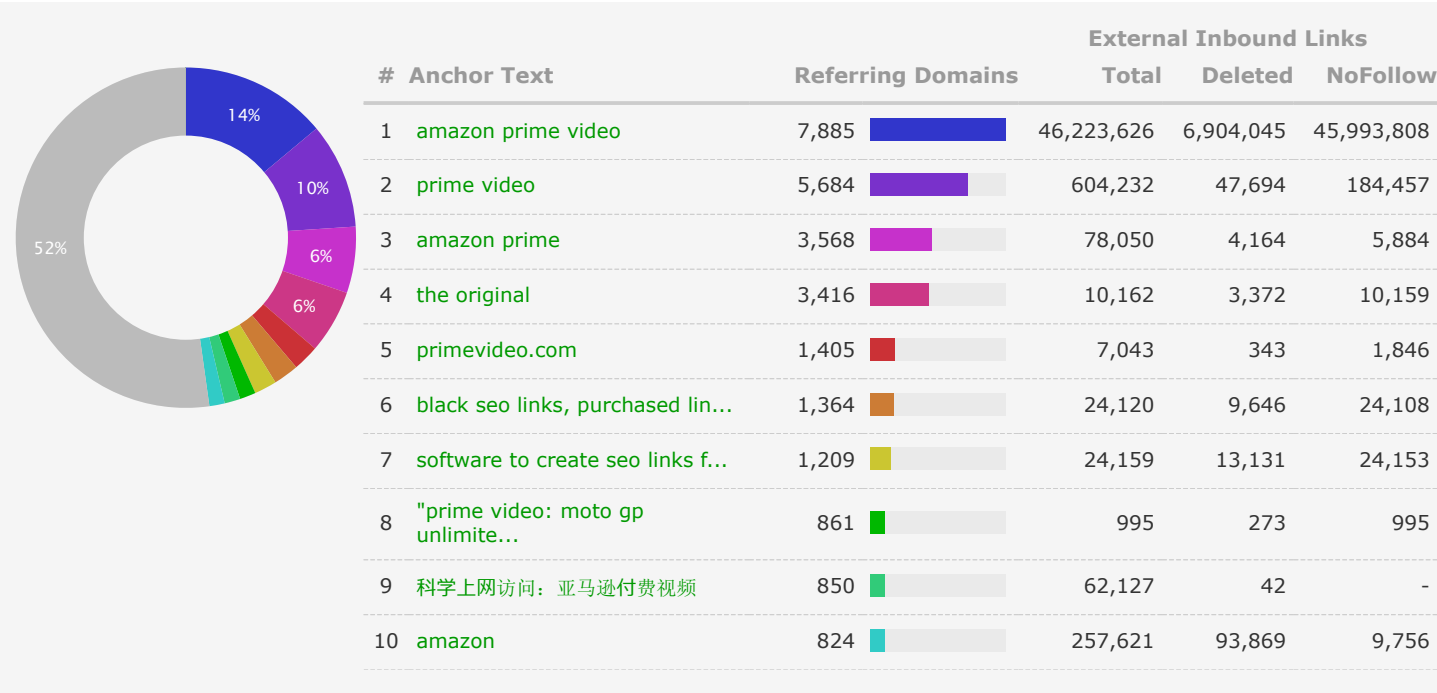 External Inbound Links
# Anchor Text Referring Domains Total Deleted NoFollow
14%
10%
6%
6%
52%
1 amazon prime video 7,885 46,223,626 6,904,045 45,993,808
2 prime video 5,684 604,232 47,694 184,457
3 amazon prime 3,568 78,050 4,164 5,884
4 the original 3,416 10,162 3,372 10,159
5 primevideo.com 1,405 7,043 343 1,846
6 black seo links, purchased lin... 1,364 24,120 9,646 24,108
7 software to create seo links f... 1,209 24,159 13,131 24,153
8 "prime video: moto gp
unlimite... 861 995 273 995
9 科学上网访问：亚马逊付费视频 850 62,127 42 -
10 amazon 824 257,621 93,869 9,756